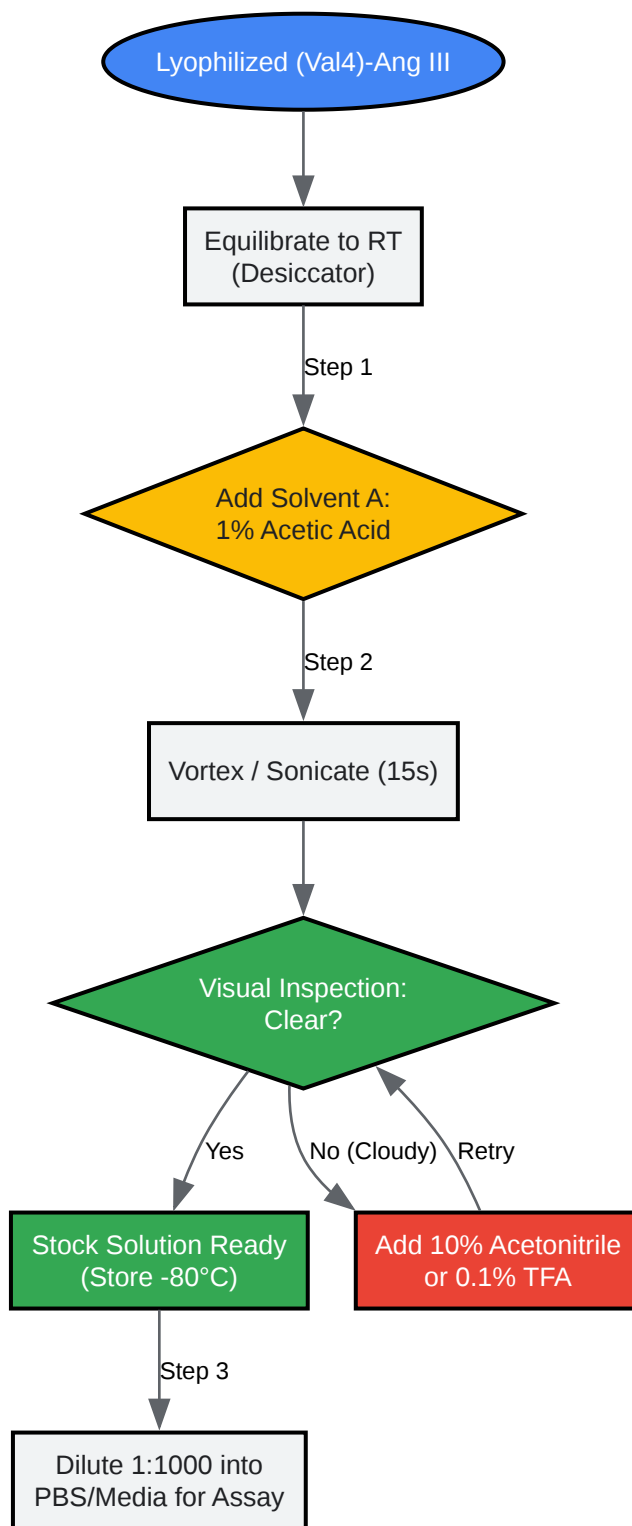 Lyophilized (Val4)-Ang III
Equilibrate to RT
(Desiccator)
Step 1
Add Solvent A:
1% Acetic Acid
Step 2
Vortex / Sonicate (15s)
Visual Inspection:
Clear?
Yes
No (Cloudy)
Retry
Stock Solution Ready
(Store -80°C)
Add 10% Acetonitrile
or 0.1% TFA
Step 3
Dilute 1:1000 into
PBS/Media for Assay